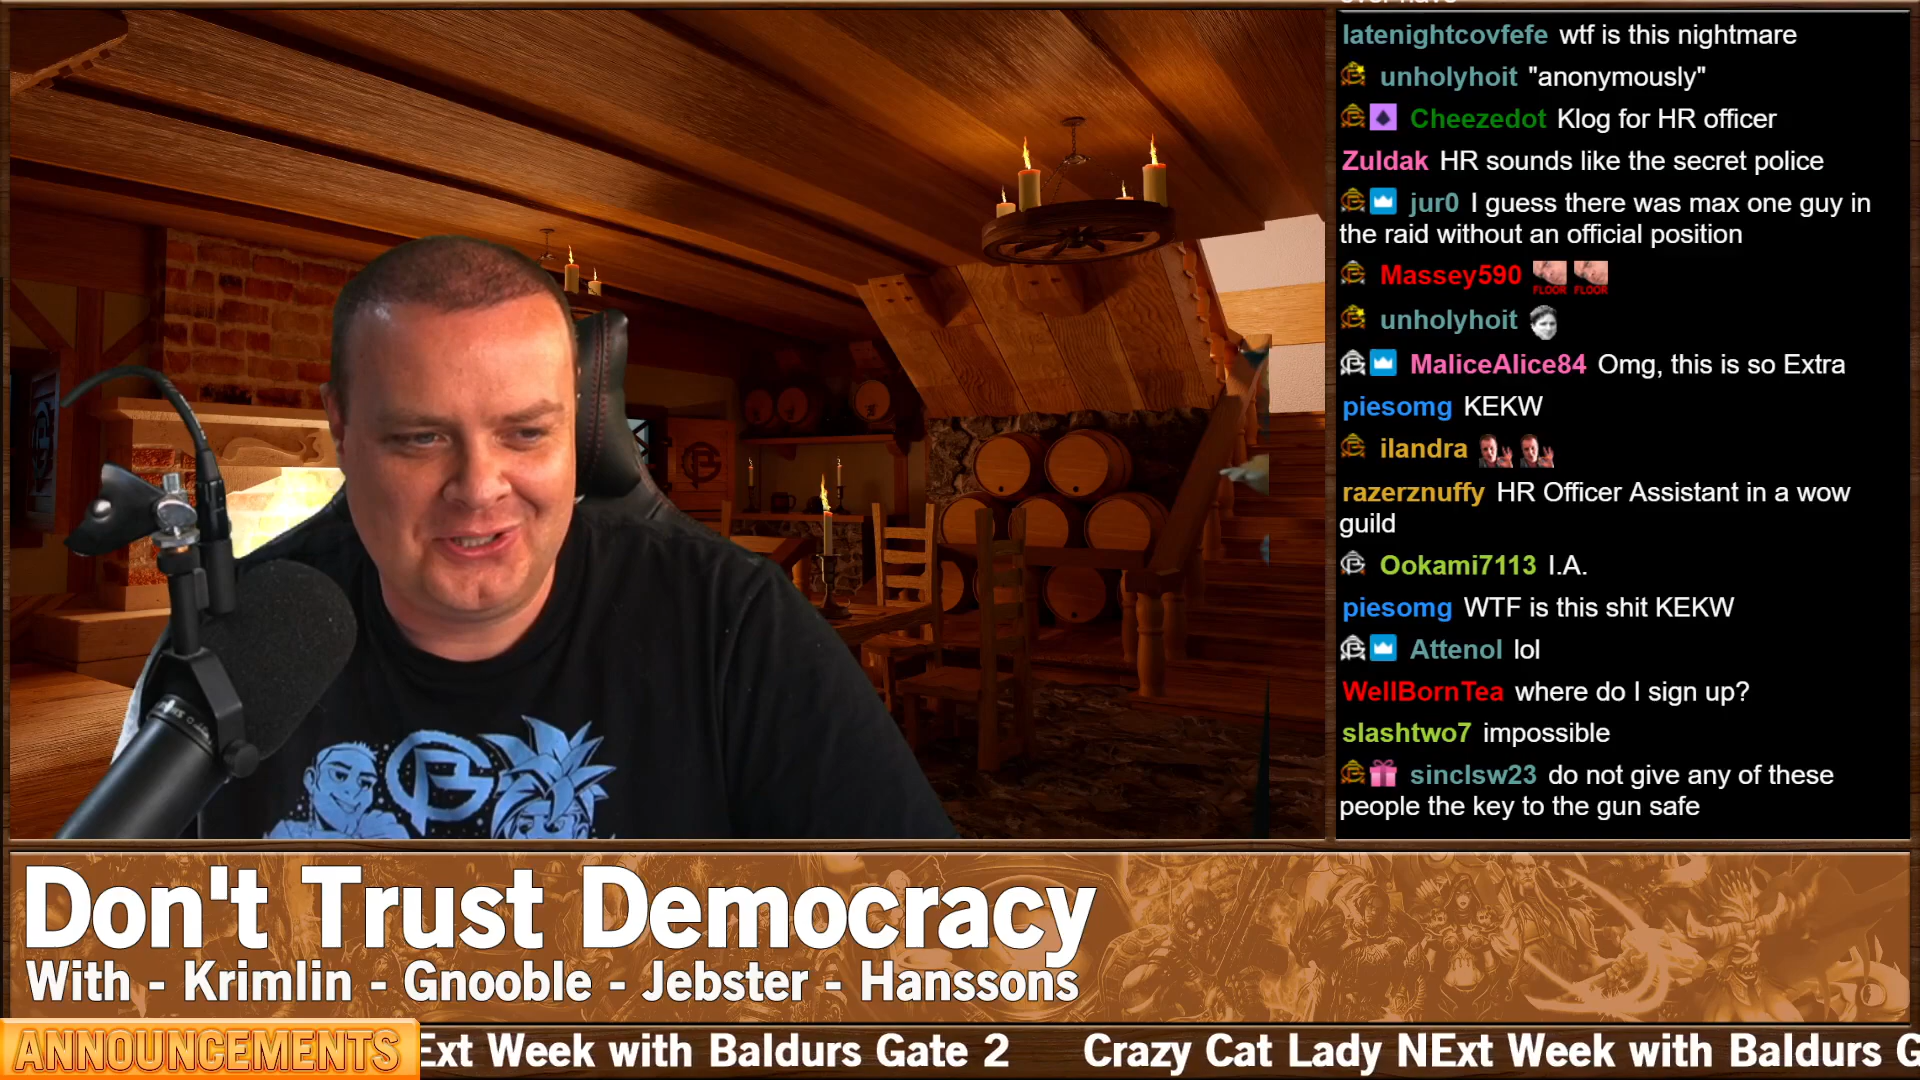 latenightcovfefe wtf is this nightmare
unholyhoit "anonymously"
Cheezedot Klog for HR officer
Zuldak HR sounds like the secret police
jur0 I guess there was max one guy in
the raid without an official position
Massey590 FLOOR FLOOR
unholyhoit
MaliceAlice84 Omg, this is so Extra
piesomg KEKW
ilandra
razerznuffy HR Officer Assistant in a wow
guild
Ookami7113 I.A.
piesomg WTF is this shit KEKW
Attenol lol
WellBornTea where do I sign up?
slashtwo7 impossible
sinclsw23 do not give any of these
people the key to the gun safe
Don't Trust Democracy
With - Krimlin - Gnooble - Jebster - Hanssons
ANNOUNCEMENTS Ext Week with Baldurs Gate 2 Crazy Cat Lady NExt Week with Baldurs G